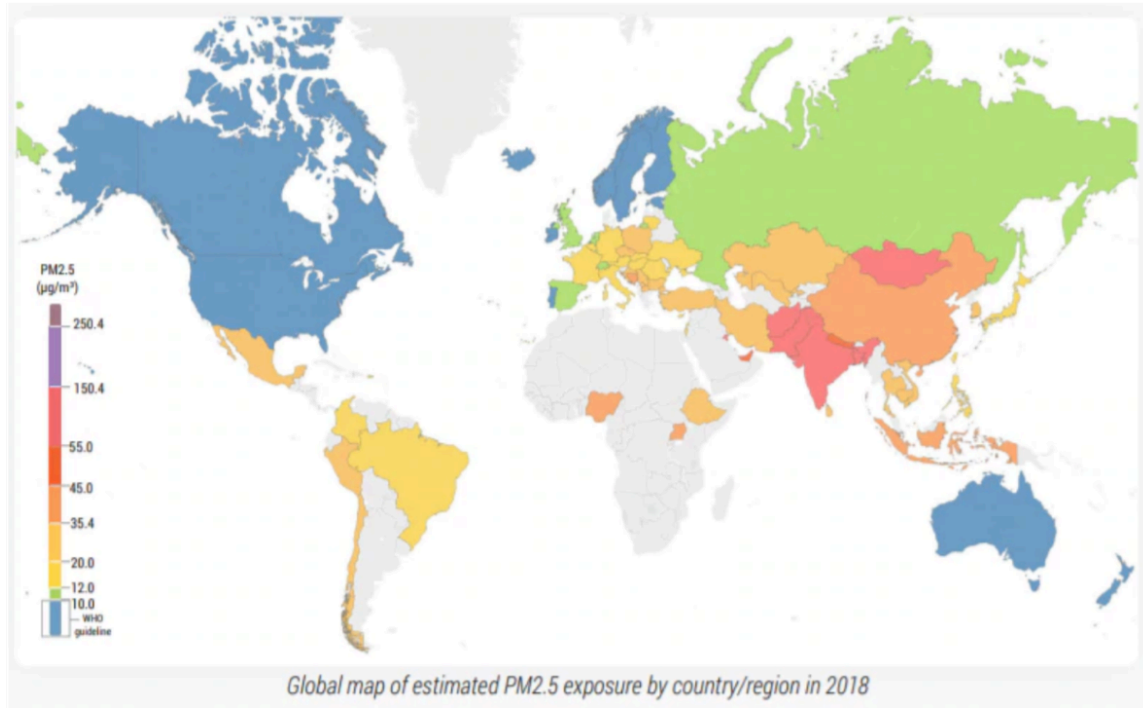 PM2.5
(µg/m³)
250.4
150.4
55.0
45.0
35.4
20.0
12.0
10.0
WHO
guideline
Global map of estimated PM2.5 exposure by country/region in 2018